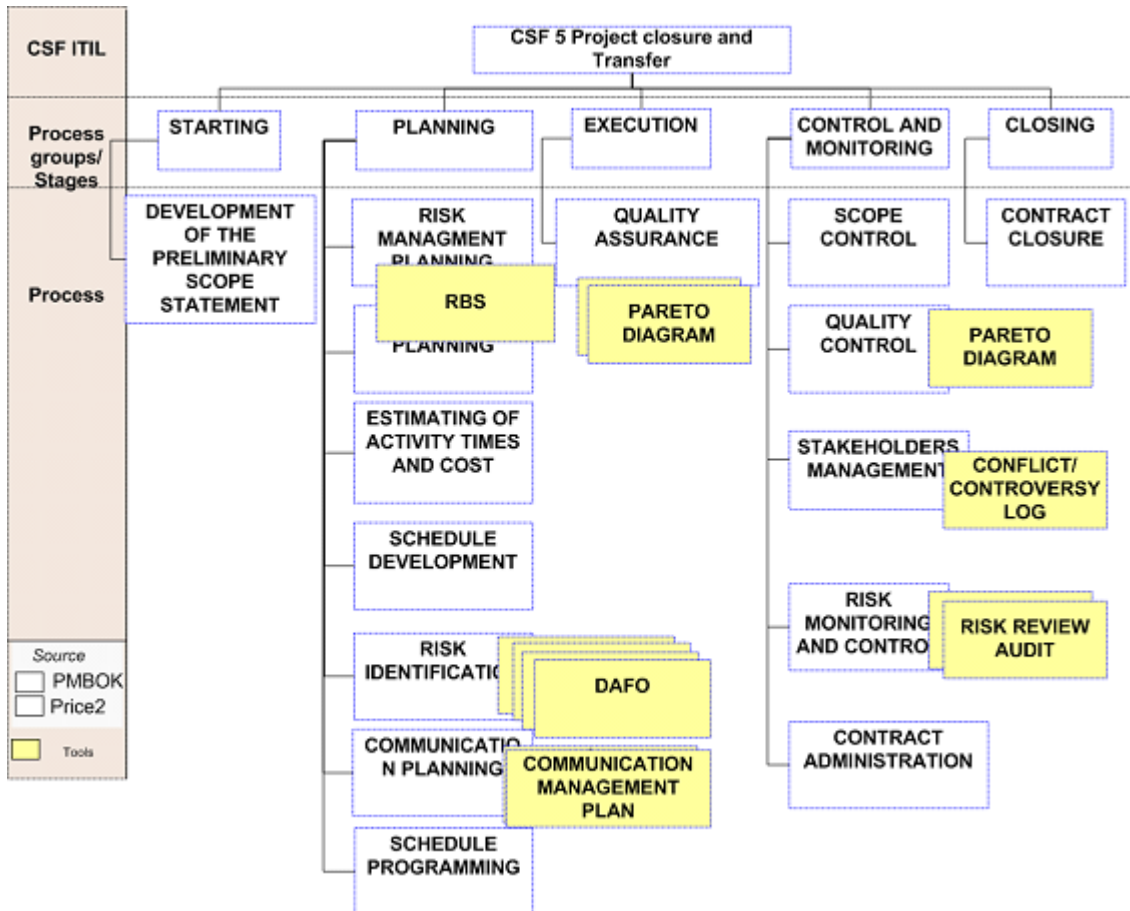 CSF ITIL
CSF 5 Project closure and
Transfer
Process
groups/
Stages
STARTING
PLANNING
EXECUTION
CONTROL AND
MONITORING
CLOSING
Process
DEVELOPMENT
OF THE
PRELIMINARY
SCOPE
STATEMENT
RISK
MANAGMENT
PLANNING
RBS
PLANNING
ESTIMATING OF
ACTIVITY TIMES
AND COST
SCHEDULE
DEVELOPMENT
RISK
IDENTIFICATIO
DAFO
COMMUNICATIO
N PLANNING
COMMUNICATION
MANAGEMENT
PLAN
SCHEDULE
PROGRAMMING
QUALITY
ASSURANCE
PARETO
DIAGRAM
SCOPE
CONTROL
QUALITY
CONTROL
PARETO
DIAGRAM
STAKEHOLDERS
MANAGEMENT
CONFLICT/
CONTROVERSY
LOG
RISK
MONITORING
AND CONTRO
RISK REVIEW
AUDIT
CONTRACT
ADMINISTRATION
CONTRACT
CLOSURE
Source
PMBOK
Price2
Tools